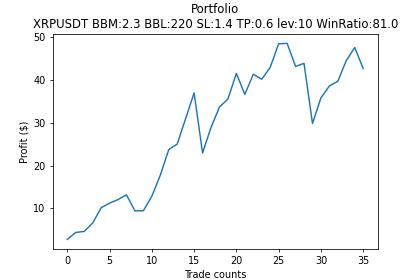 Portfolio
XRPUSDT BBM:2.3 BBL:220 SL:1.4 TP:0.6 lev:10 WinRatio:81.0
50
40
30
20
10
Profit ($)
0 5 10 15 20 25 30 35
Trade counts